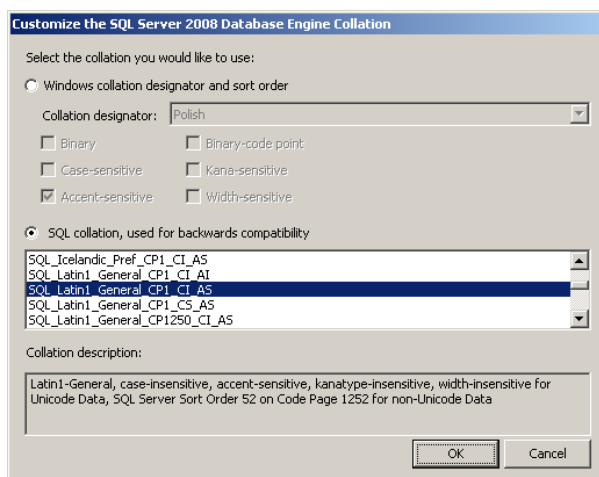 Customize the SQL Server 2008 Database Engine Collation
Select the collation you would like to use:
Windows collation designator and sort order
Collation designator: Polish
Binary Binary-code point
Case-sensitive Kana-sensitive
Accent-sensitive Width-sensitive
SQL collation, used for backwards compatibility
SQL_Icelandic_Pref_CP1_CI_AS
SQL_Latin1_General_CP1_CI_AI
SQL_Latin1_General_CP1_CI_AS
SQL_Latin1_General_CP1_CS_AS
SQL_Latin1_General_CP1250_CI_AS
Collation description:
Latin1-General, case-insensitive, accent-sensitive, kanatype-insensitive, width-insensitive for
Unicode Data, SQL Server Sort Order 52 on Code Page 1252 for non-Unicode Data
OK Cancel